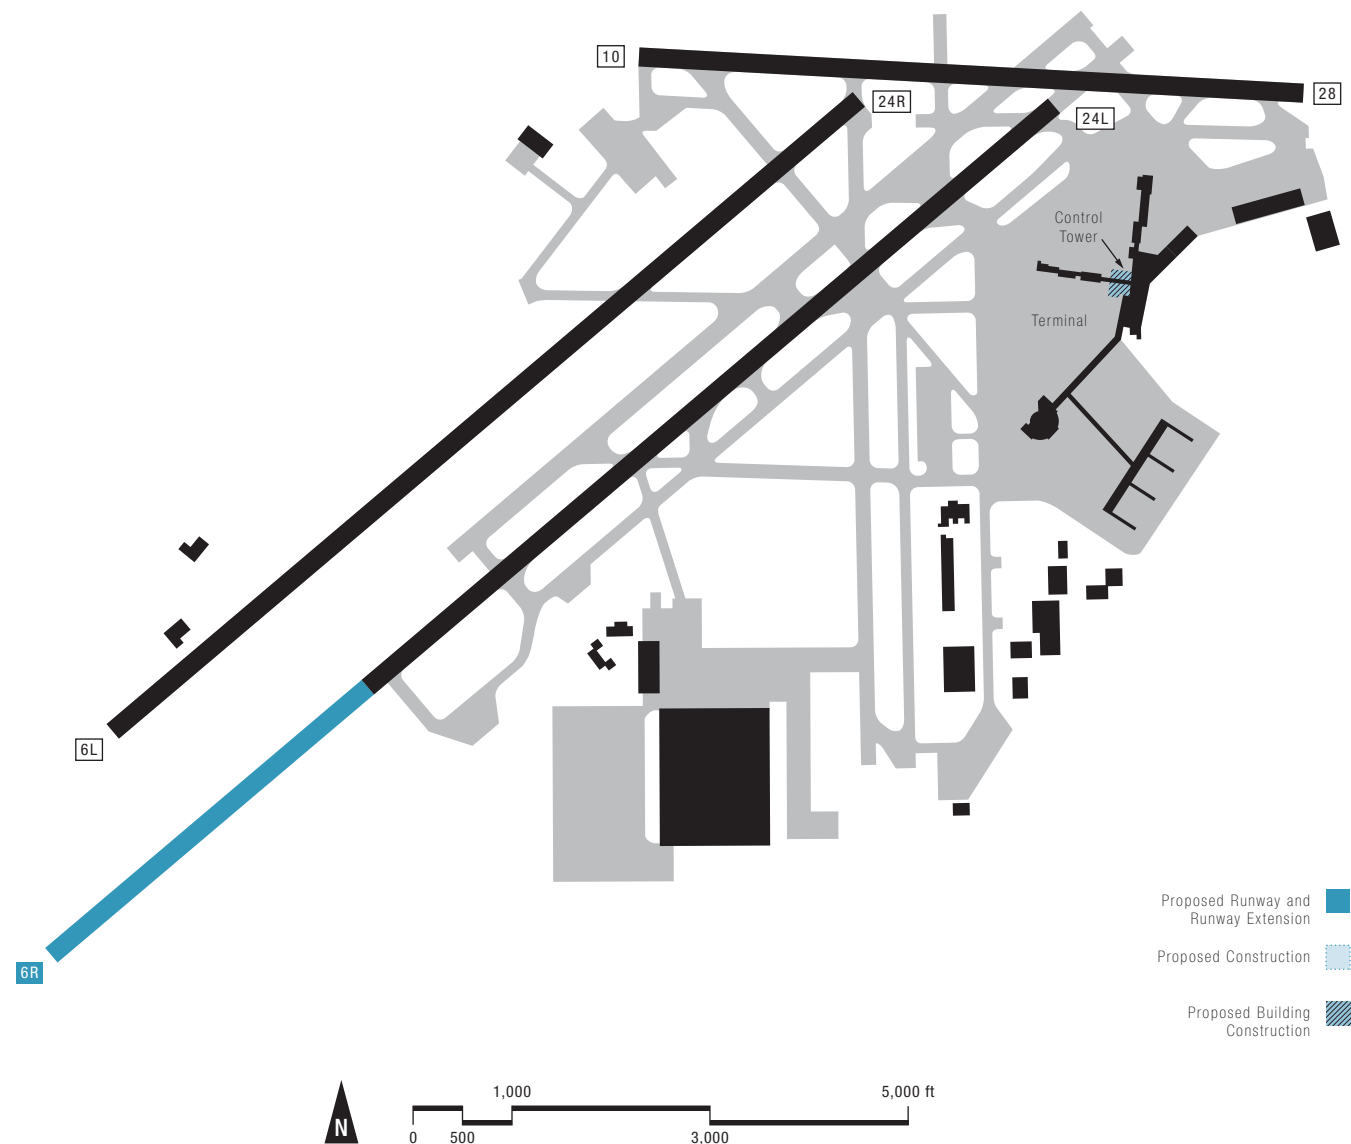 10
28
24R
24L
Control
Tower
Terminal
6L
6R
Proposed Runway and
Runway Extension
Proposed Construction
Proposed Building
Construction
N
1,000
5,000 ft
0
500
3,000